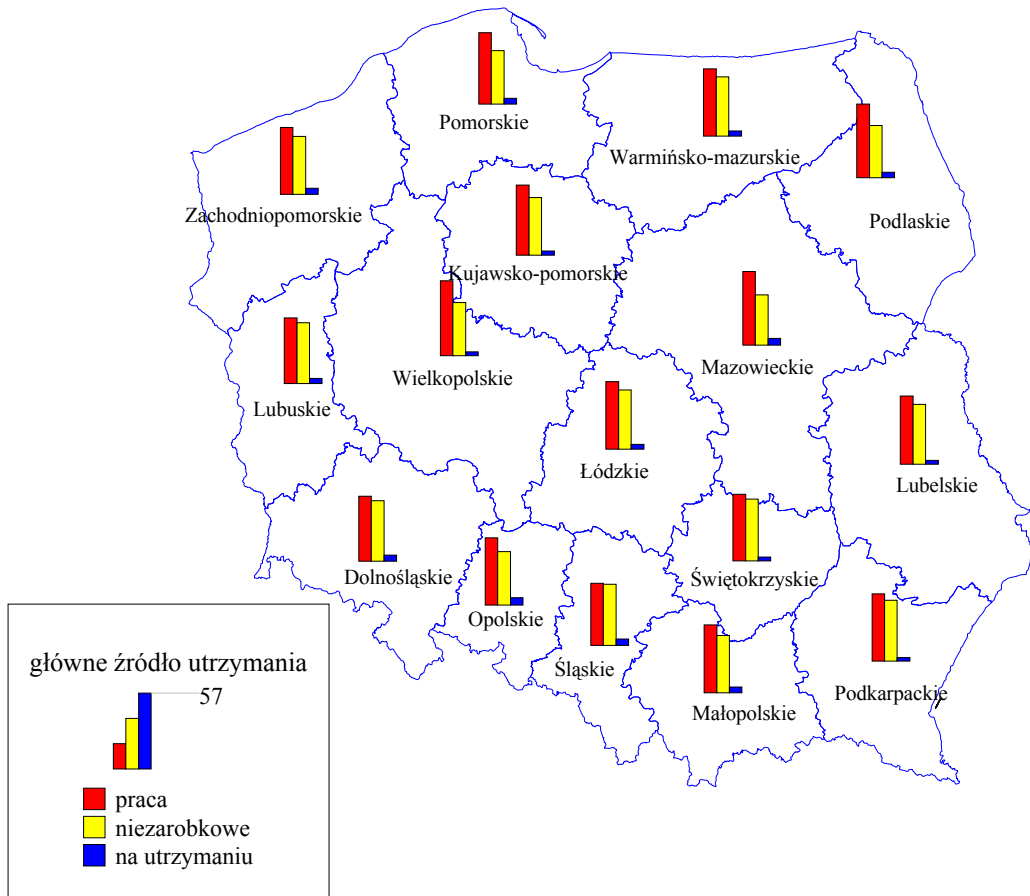 Pomorskie
Warmińsko-mazurskie
Zachodniopomorskie
Podlaskie
Kujawsko-pomorskie
Mazowieckie
Wielkopolskie
Lubuskie
Łódzkie
Lubelskie
Dolnośląskie
Świętokrzyskie
Opolskie
Śląskie
Podkarpackie
Małopolskie
główne źródło utrzymania
57
praca
niezarobkowe
na utrzymaniu